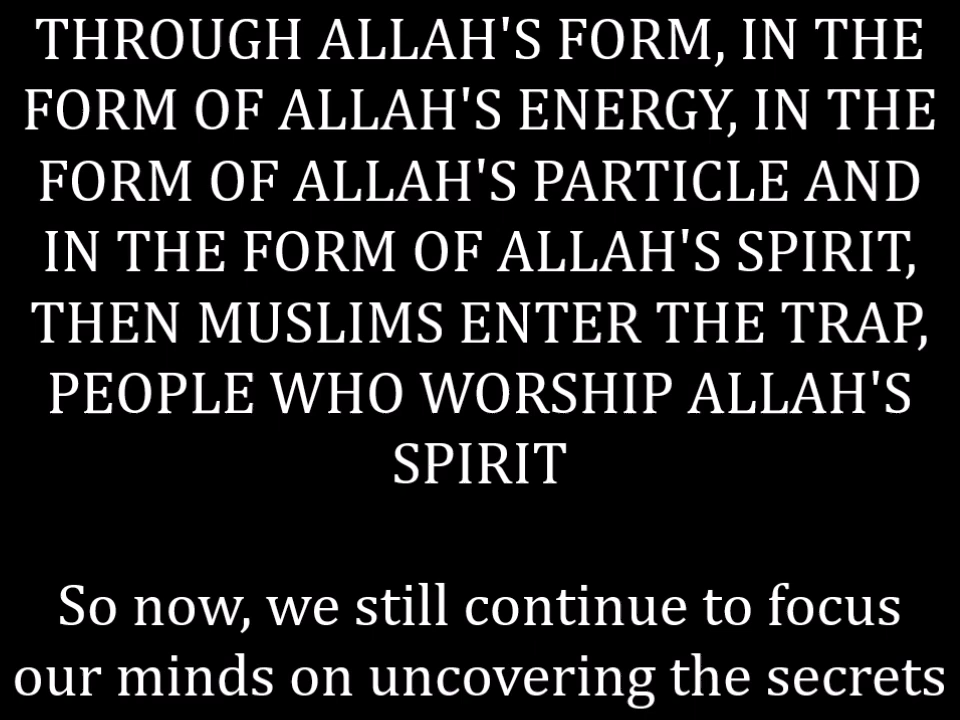 THROUGH ALLAH'S FORM, IN THE
FORM OF ALLAH'S ENERGY, IN THE
FORM OF ALLAH'S PARTICLE AND
IN THE FORM OF ALLAH'S SPIRIT,
THEN MUSLIMS ENTER THE TRAP,
PEOPLE WHO WORSHIP ALLAH'S
SPIRIT
So now, we still continue to focus
our minds on uncovering the secrets